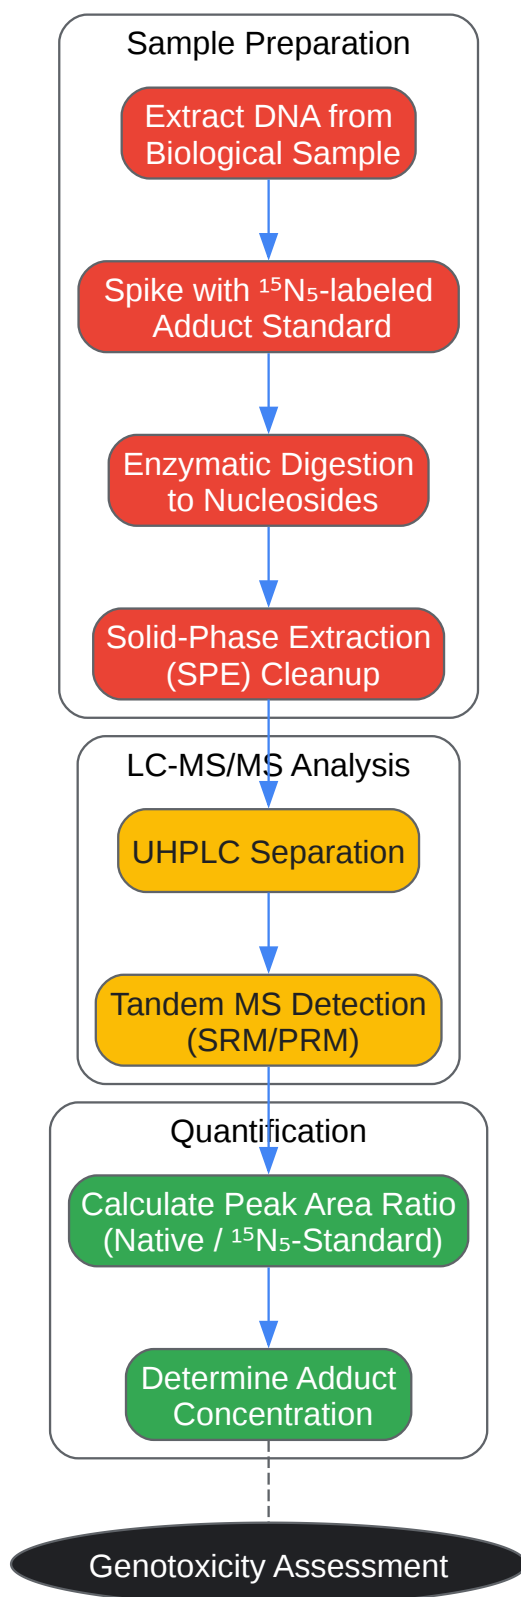 Sample Preparation
Extract DNA from
Biological Sample
Spike with ¹⁵N₅-labeled
Adduct Standard
Enzymatic Digestion
to Nucleosides
Solid-Phase Extraction
(SPE) Cleanup
LC-MS/MS Analysis
UHPLC Separation
Tandem MS Detection
(SRM/PRM)
Quantification
Calculate Peak Area Ratio
(Native / ¹⁵N₅-Standard)
Determine Adduct
Concentration
Genotoxicity Assessment